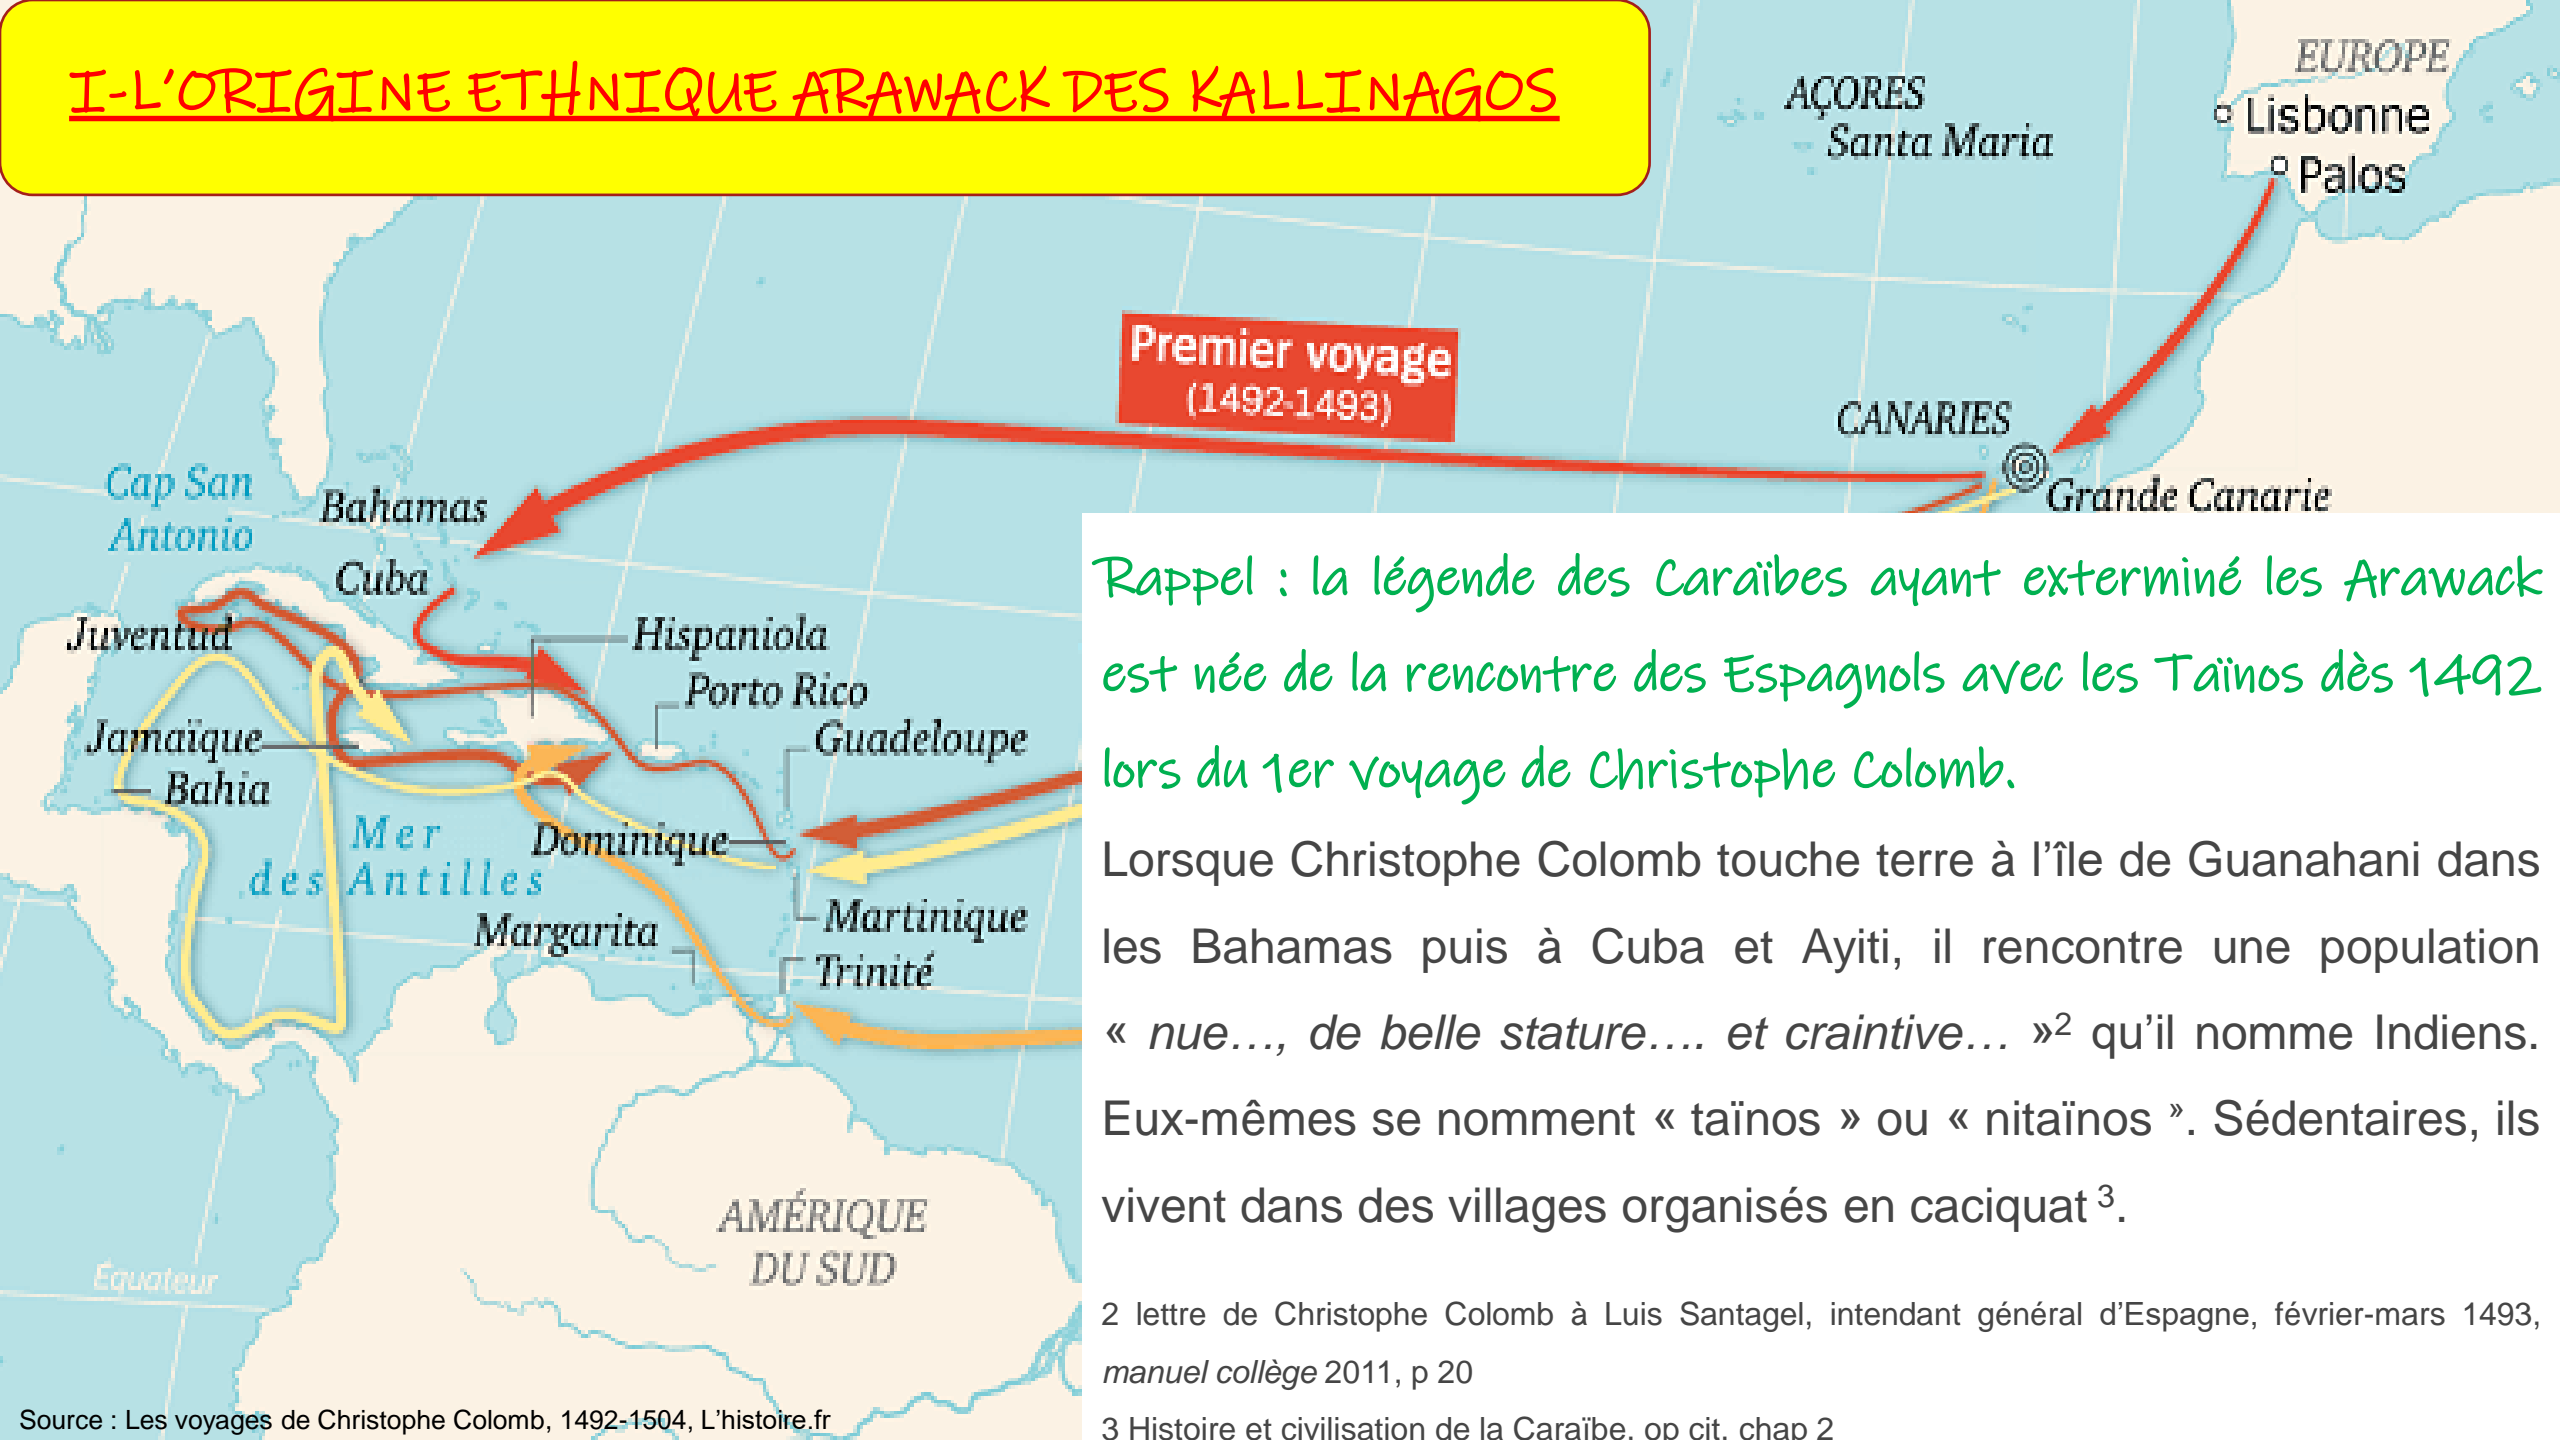 I-L'ORIGINE ETHNIQUE ARAWACK DES KALLINAGOS
EUROPE
AÇORES
Santa Maria
Lisbonne
Palos
Premier voyage
(1492-1493)
CANARIES
Grande Canarie
Cap San
Antonio
Bahamas
Cuba
Juventud
Hispaniola
Porto Rico
Jamaïque
Guadeloupe
Bahia
Mer
des Antilles
Dominique
Martinique
Margarita
Trinité
AMÉRIQUE
DU SUD
Équateur
Source : Les voyages de Christophe Colomb, 1492-1504, L'histoire.fr
Rappel : la légende des Caraïbes ayant exterminé les Arawack
est née de la rencontre des Espagnols avec les Taïnos dès 1492
lors du 1er voyage de Christophe Colomb.
Lorsque Christophe Colomb touche terre à l'île de Guanahani dans
les Bahamas puis à Cuba et Ayiti, il rencontre une population
« nue…, de belle stature…. et craintive… »2 qu'il nomme Indiens.
Eux-mêmes se nomment « taïnos » ou « nitaïnos ». Sédentaires, ils
vivent dans des villages organisés en caciquat 3.
2 lettre de Christophe Colomb à Luis Santagel, intendant général d'Espagne, février-mars 1493,
manuel collège 2011, p 20
3 Histoire et civilisation de la Caraïbe, op cit, chap 2